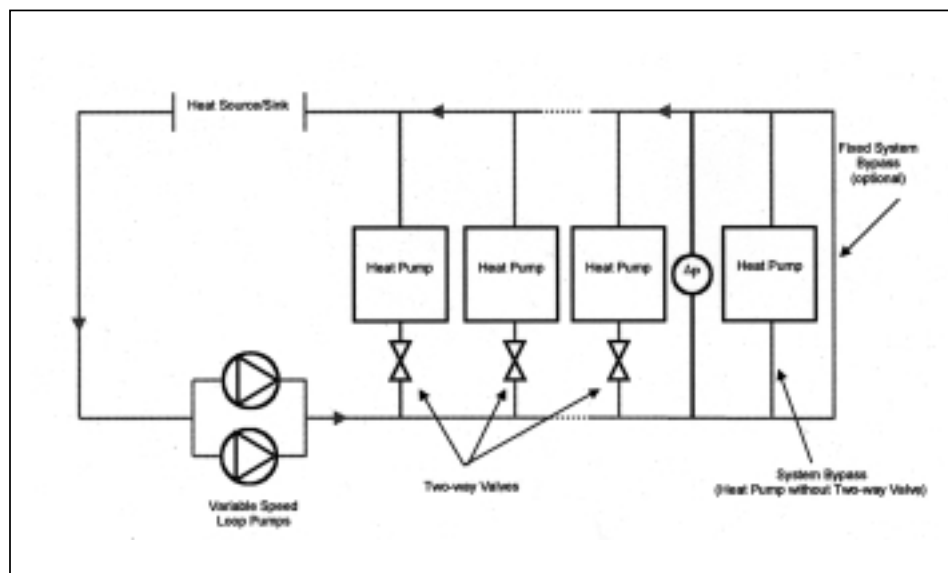 Heat Source/Sink
Fixed System
Bypass
(optional)
Heat Pump
Heat Pump
Heat Pump
Δp
Heat Pump
Two-way Valves
System Bypass
(Heat Pump without Two-way Valve)
Variable Speed
Loop Pumps